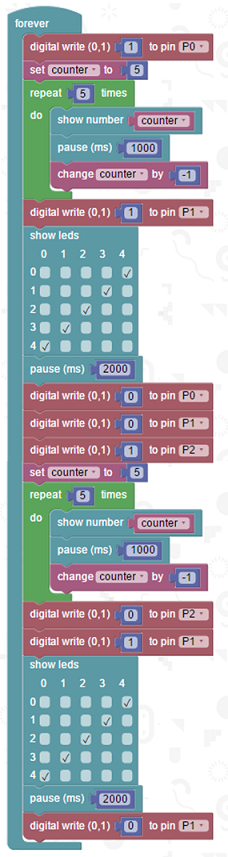 forever
digital write (0,1) 1 to pin P0
set counter to 5
repeat 5 times
do show number counter
pause (ms) 1000
change counter by -1
digital write (0,1) 1 to pin P1
show leds
0 1 2 3 4
0
1
2
3
4
pause (ms) 2000
digital write (0,1) 0 to pin P0
digital write (0,1) 0 to pin P1
digital write (0,1) 1 to pin P2
set counter to 5
repeat 5 times
do show number counter
pause (ms) 1000
change counter by -1
digital write (0,1) 0 to pin P2
digital write (0,1) 1 to pin P1
show leds
0 1 2 3 4
0
1
2
3
4
pause (ms) 2000
digital write (0,1) 0 to pin P1